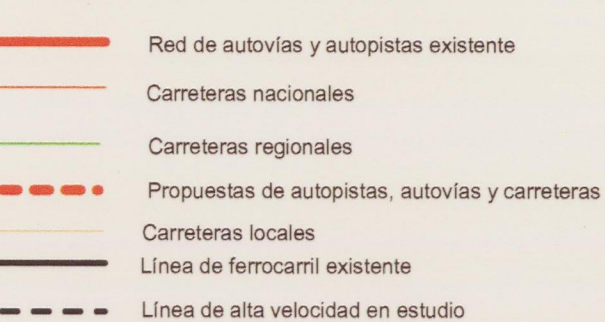 Red de autovías y autopistas existente
Carreteras nacionales
Carreteras regionales
Propuestas de autopistas, autovías y carreteras
Carreteras locales
Línea de ferrocarril existente
Línea de alta velocidad en estudio